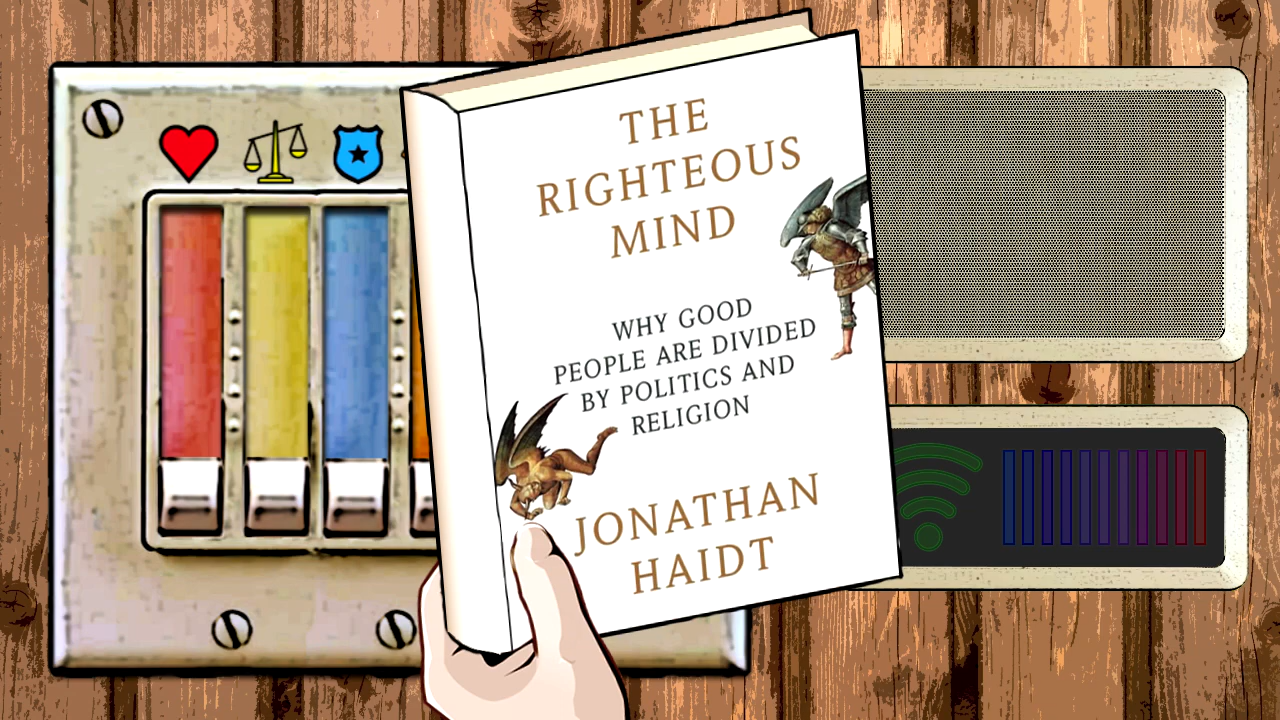 THE
RIGHTEOUS
MIND
WHY GOOD
PEOPLE ARE DIVIDED
BY POLITICS AND
RELIGION
JONATHAN
HAIDT